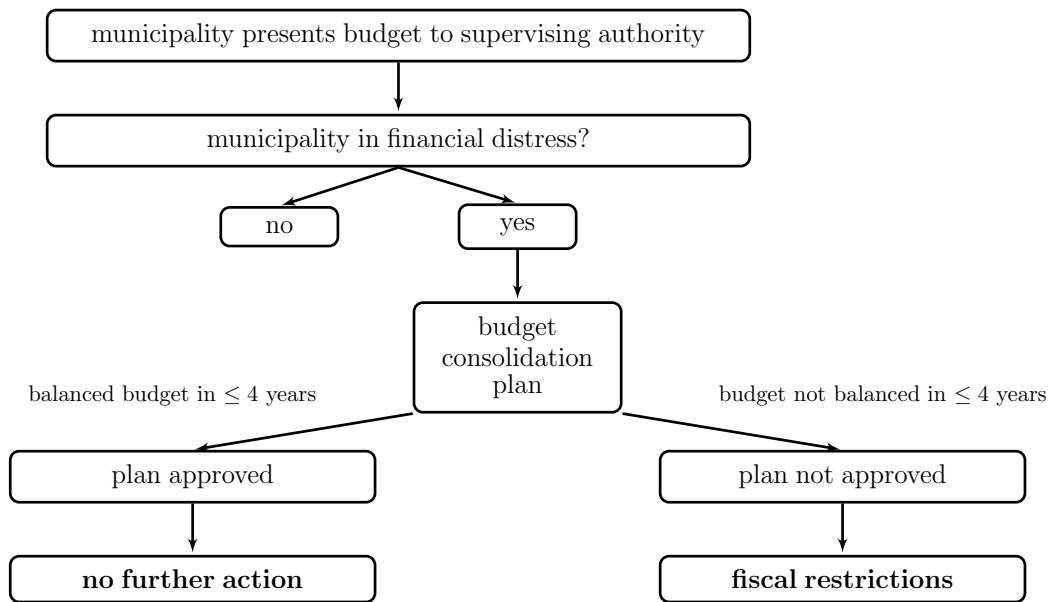 municipality presents budget to supervising authority
municipality in financial distress?
no
yes
budget
consolidation
plan
balanced budget in ≤ 4 years
budget not balanced in ≤ 4 years
plan approved
plan not approved
no further action
fiscal restrictions